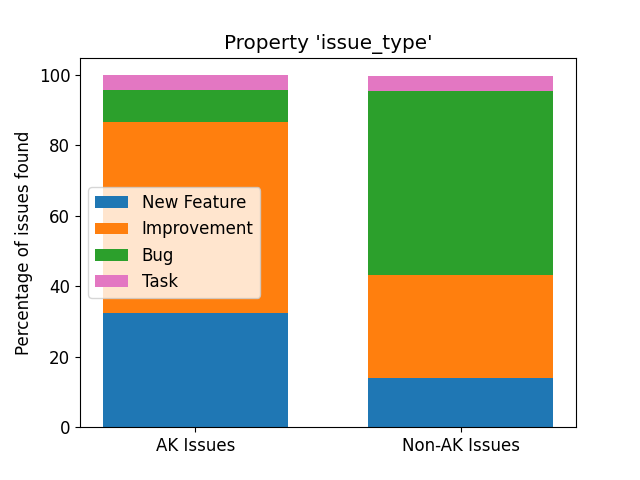 Property 'issue_type'
Percentage of issues found
100
80
60
40
20
0
New Feature
Improvement
Bug
Task
AK Issues
Non-AK Issues